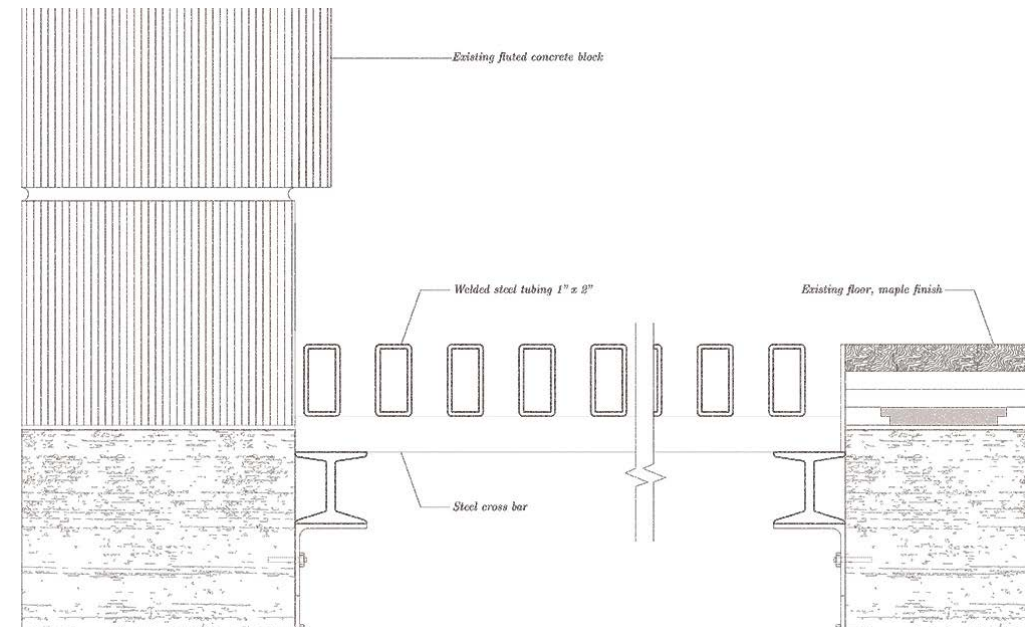 Existing fluted concrete block
Welded steel tubing 1" x 2"
Existing floor, maple finish
Steel cross bar